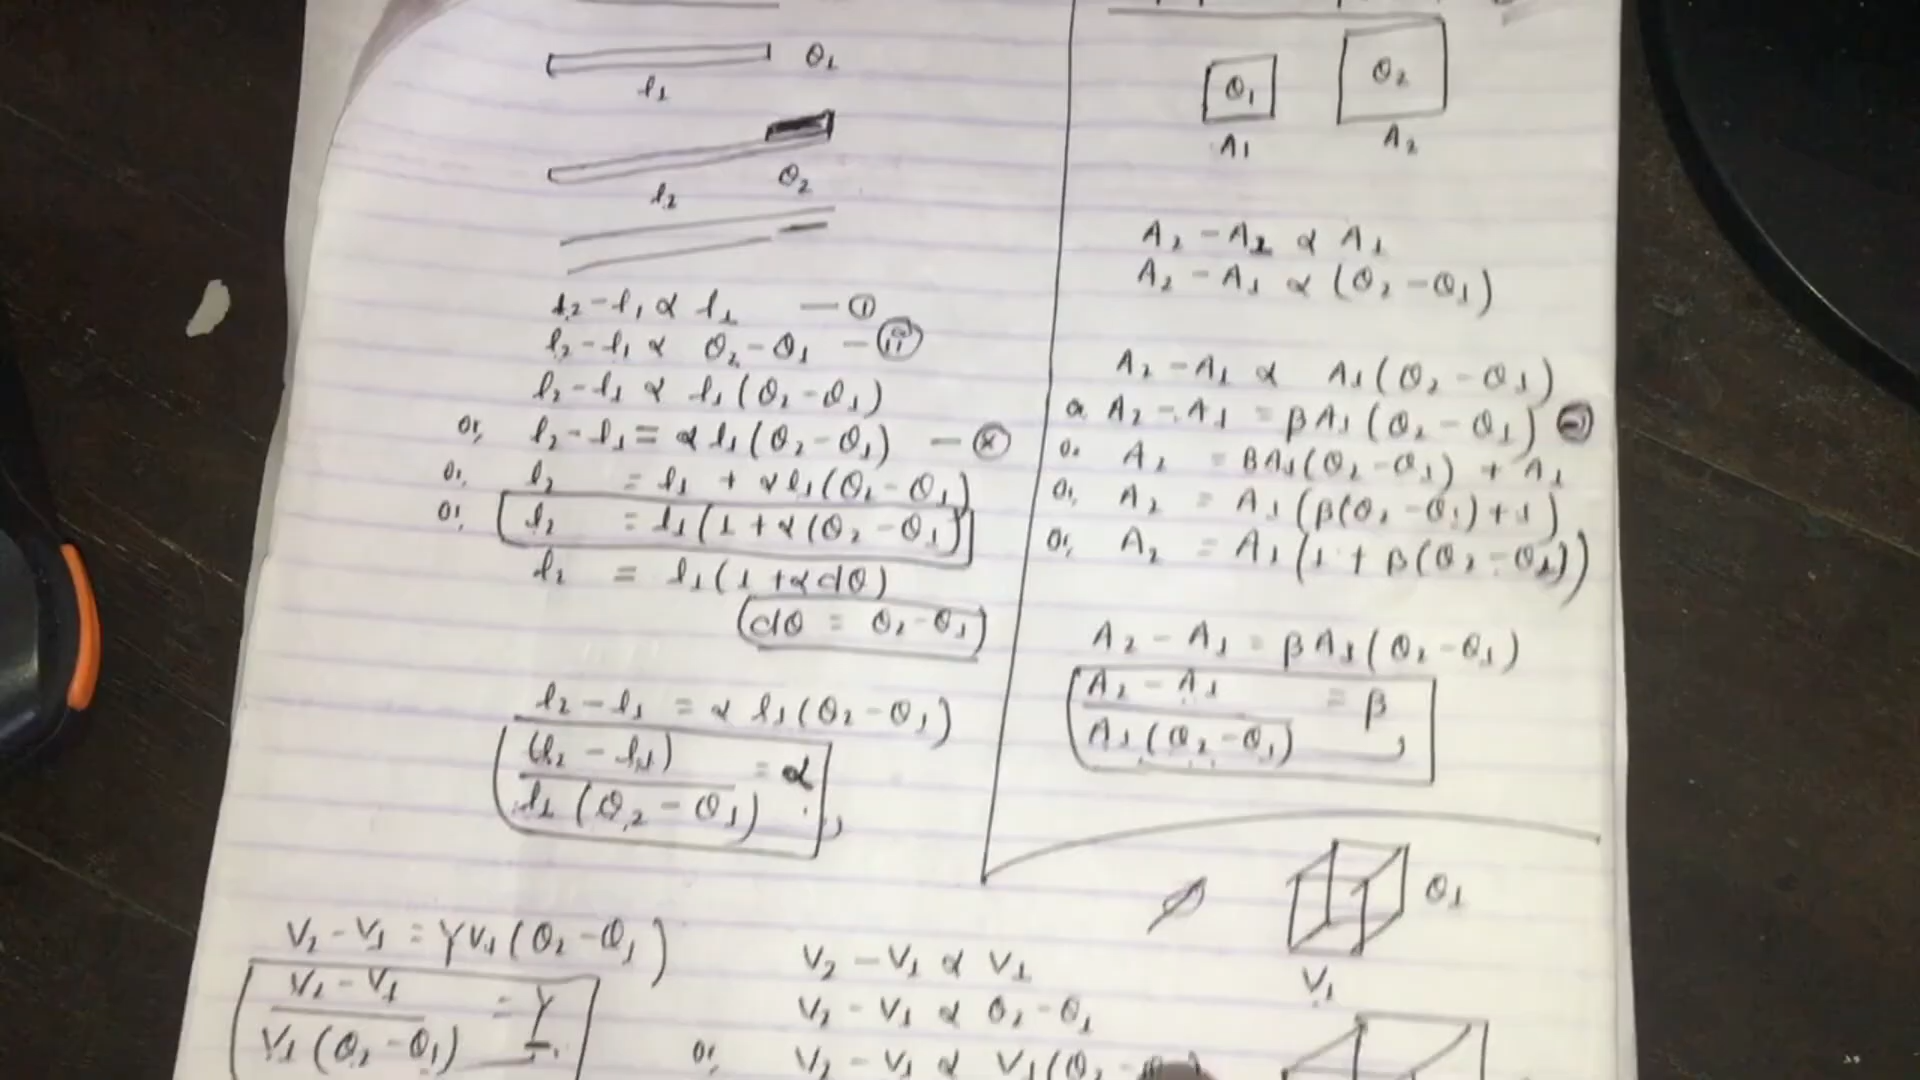 θ₁
l₁
θ₂
l₂
l₂ - l₁ ∝ l₁ — ①
l₂ - l₁ ∝ θ₂ - θ₁ — ⓘⓘ
l₂ - l₁ ∝ l₁(θ₂ - θ₁)
or, l₂ - l₁ = α l₁(θ₂ - θ₁) — ⓧ
or, l₂ = l₁ + α l₁(θ₂ - θ₁)
or, l₂ = l₁(1 + α(θ₂ - θ₁)
l₂ = l₁(1 + αdθ)
dθ = θ₂ - θ₁
l₂ - l₁ = α l₁(θ₂ - θ₁)
(l₂ - l₁)
l₁(θ₂ - θ₁) = α,
θ₁ θ₂
A₁ A₂
A₂ - A₁ ∝ A₁
A₂ - A₁ ∝ (θ₂ - θ₁)
A₂ - A₁ ∝ A₁(θ₂ - θ₁)
or A₂ - A₁ = βA₁(θ₂ - θ₁)
or A₂ = βA₁(θ₂ - θ₁) + A₁
or, A₂ = A₁(β(θ₂ - θ₁) + 1)
or, A₂ = A₁(1 + β(θ₂ - θ₁))
A₂ - A₁ = βA₁(θ₂ - θ₁)
A₂ - A₁
A₁(θ₂ - θ₁) = β,
V₂ - V₁ = γV₁(θ₂ - θ₁)
V₂ - V₁
V₁(θ₂ - θ₁) = γ
θ₁
V₁
V₂ - V₁ ∝ V₁
V₂ - V₁ ∝ θ₂ - θ₁
or, V₂ - V₁ ∝ V₁(θ₂ -